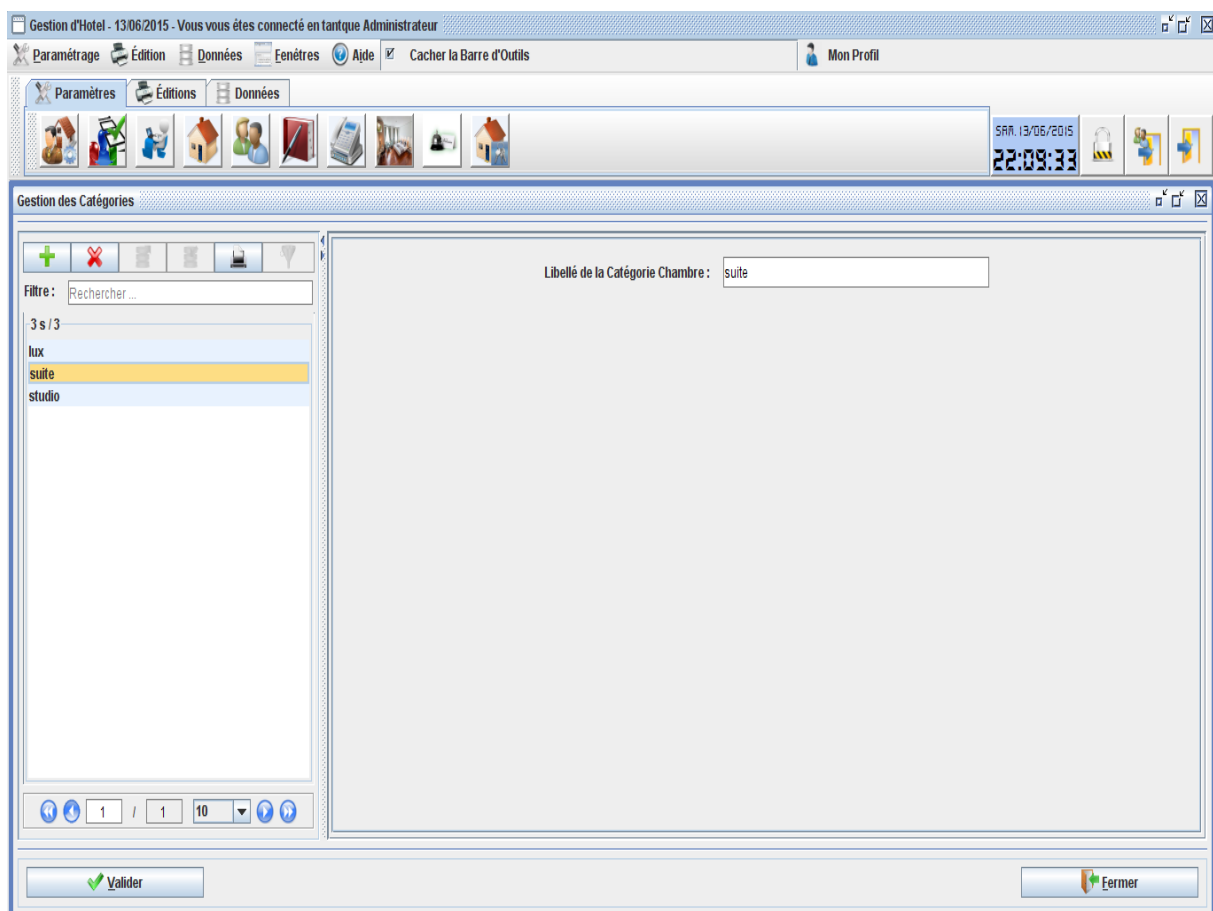 Gestion d'Hotel - 13/06/2015 - Vous vous étes connecté en tantque Administrateur
Paramétrage Édition Données Fenêtres Aide Cacher la Barre d'Outils Mon Profil
Paramètres Éditions Données
SAM. 13/06/2015
22:09:33
Gestion des Catégories
Libellé de la Catégorie Chambre : suite
Filtre : Rechercher ...
3 s / 3
lux
suite
studio
1 / 1 10
Valider Fermer